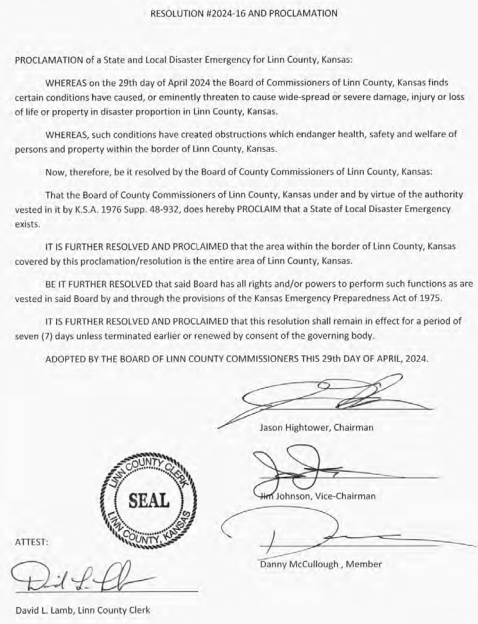 RESOLUTION #2024-16 AND PROCLAMATION
PROCLAMATION of a State and Local Disaster Emergency for Linn County, Kansas:
WHEREAS on the 29th day of April 2024 the Board of Commissioners of Linn County, Kansas finds
certain conditions have caused, or eminently threaten to cause wide-spread or severe damage, injury or loss
of life or property in disaster proportion in Linn County, Kansas.
WHEREAS, such conditions have created obstructions which endanger health, safety and welfare of
persons and property within the border of Linn County, Kansas.
Now, therefore, be it resolved by the Board of County Commissioners of Linn County, Kansas:
That the Board of County Commissioners of Linn County, Kansas under and by virtue of the authority
vested in it by K.S.A. 1976 Supp. 48-932, does hereby PROCLAIM that a State of Local Disaster Emergency
exists.
IT IS FURTHER RESOLVED AND PROCLAIMED that the area within the border of Linn County, Kansas
covered by this proclamation/resolution is the entire area of Linn County, Kansas.
BE IT FURTHER RESOLVED that said Board has all rights and/or powers to perform such functions as are
vested in said Board by and through the provisions of the Kansas Emergency Preparedness Act of 1975.
IT IS FURTHER RESOLVED AND PROCLAIMED that this resolution shall remain in effect for a period of
seven (7) days unless terminated earlier or renewed by consent of the governing body.
ADOPTED BY THE BOARD OF LINN COUNTY COMMISSIONERS THIS 29th DAY OF APRIL, 2024.
Jason Hightower, Chairman
LINN COUNTY CLERK
SEAL
LINN COUNTY, KANSAS
Jim Johnson, Vice-Chairman
ATTEST:
Danny McCullough , Member
David L. Lamb, Linn County Clerk